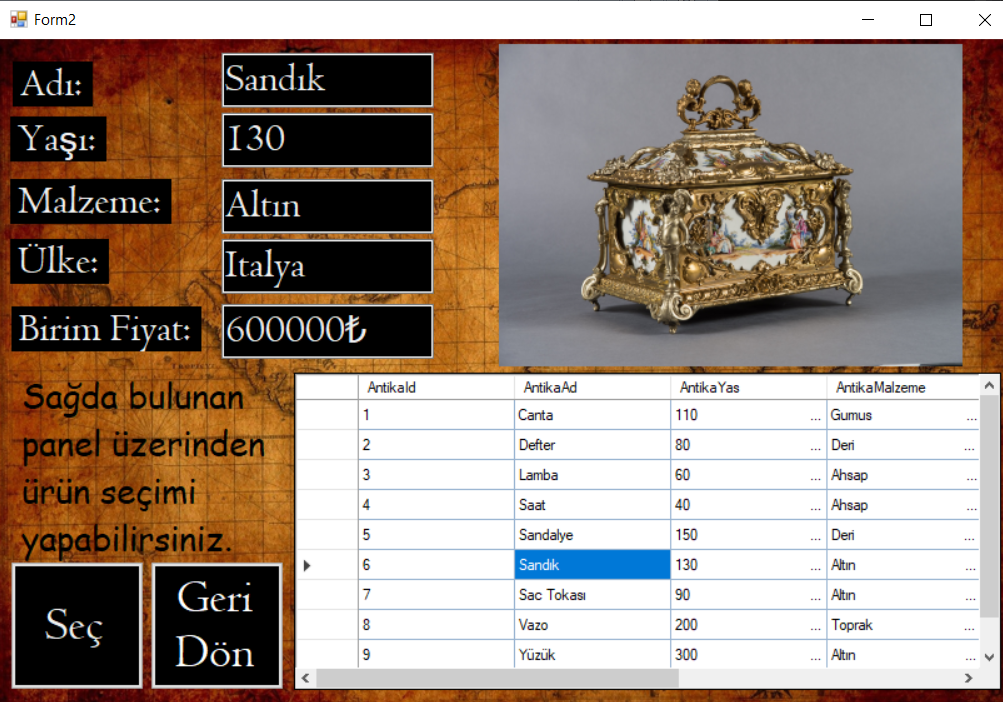 Form2
Adı:
Sandık
Yaşı:
130
Malzeme:
Altın
Ülke:
Italya
Birim Fiyat:
600000₺
Sağda bulunan
panel üzerinden
ürün seçimi
yapabilirsiniz.
Seç
Geri
Dön
AntikaId AntikaAd AntikaYas AntikaMalzeme
1 Canta 110 ... Gumus ...
2 Defter 80 ... Deri ...
3 Lamba 60 ... Ahsap ...
4 Saat 40 ... Ahsap ...
5 Sandalye 150 ... Deri ...
6 Sandık 130 ... Altın ...
7 Sac Tokası 90 ... Altın ...
8 Vazo 200 ... Toprak ...
9 Yüzük 300 ... Altın ...